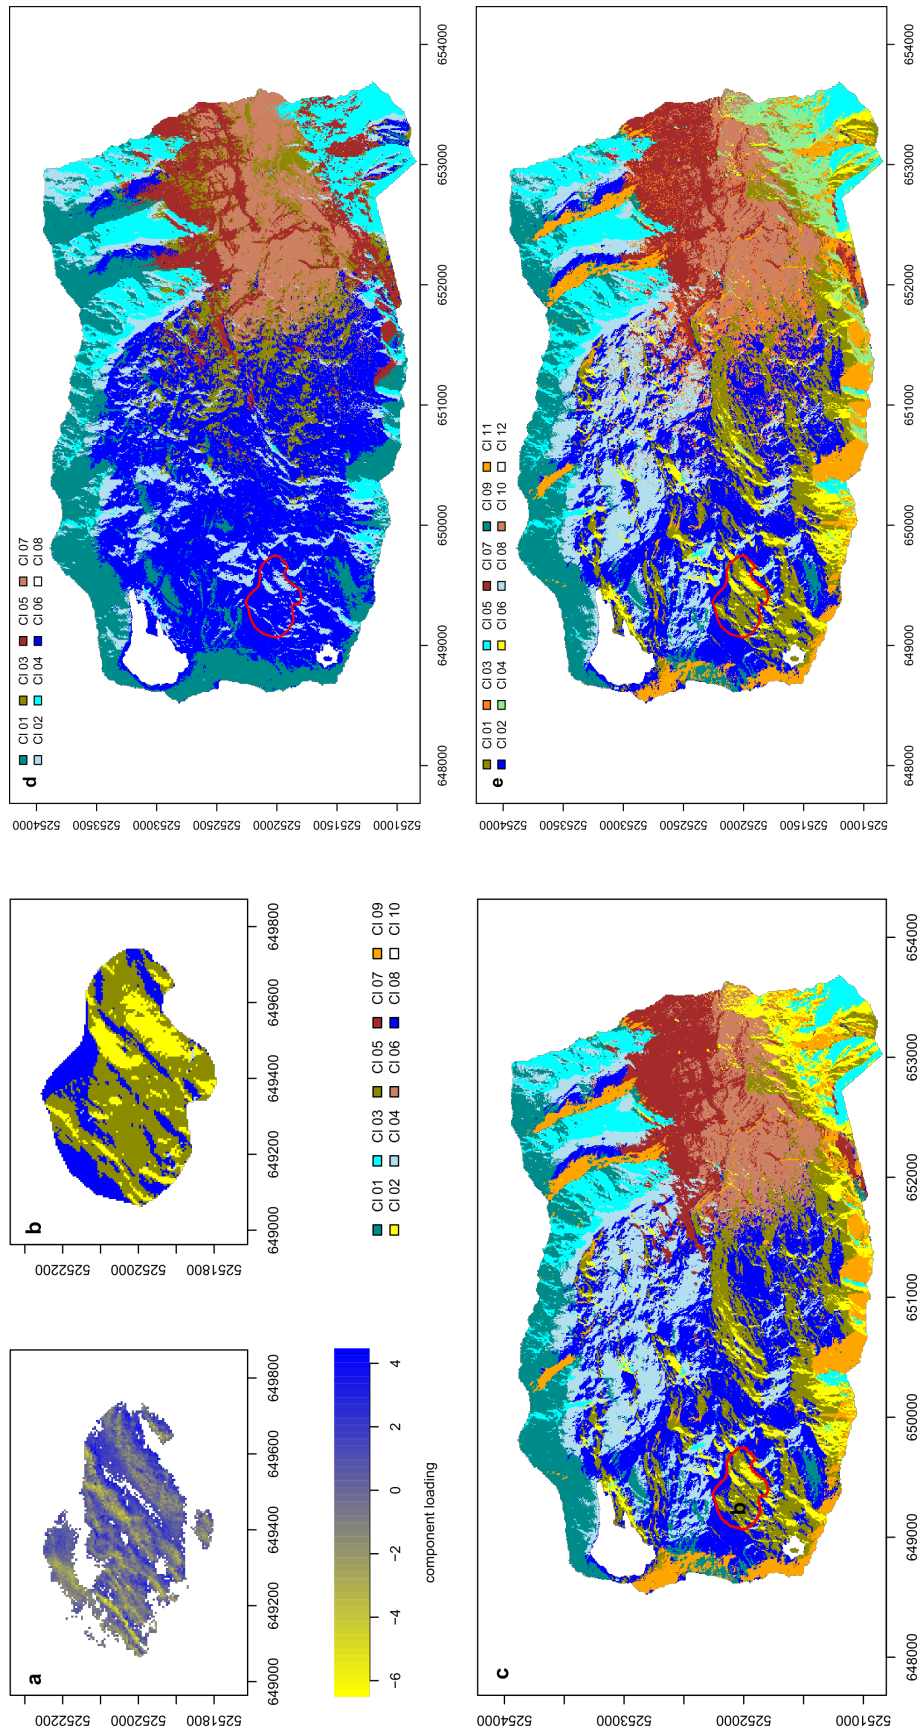 a
5252200
5252000
5251800
649000
649200
649400
649600
649800
−6
−4
−2
0
2
4
component loading
b
5252200
5252000
5251800
649000
649200
649400
649600
649800
Cl 01
Cl 03
Cl 05
Cl 07
Cl 09
Cl 02
Cl 04
Cl 06
Cl 08
Cl 10
c
b
5254000
5253000
5252000
5251000
648000
649000
650000
651000
652000
653000
654000
d
Cl 01
Cl 03
Cl 05
Cl 07
Cl 02
Cl 04
Cl 06
Cl 08
5254000
5253500
5253000
5252500
5252000
5251500
5251000
648000
649000
650000
651000
652000
653000
654000
e
Cl 01
Cl 03
Cl 05
Cl 07
Cl 09
Cl 11
Cl 02
Cl 04
Cl 06
Cl 08
Cl 10
Cl 12
5254000
5253500
5253000
5252500
5252000
5251500
5251000
648000
649000
650000
651000
652000
653000
654000